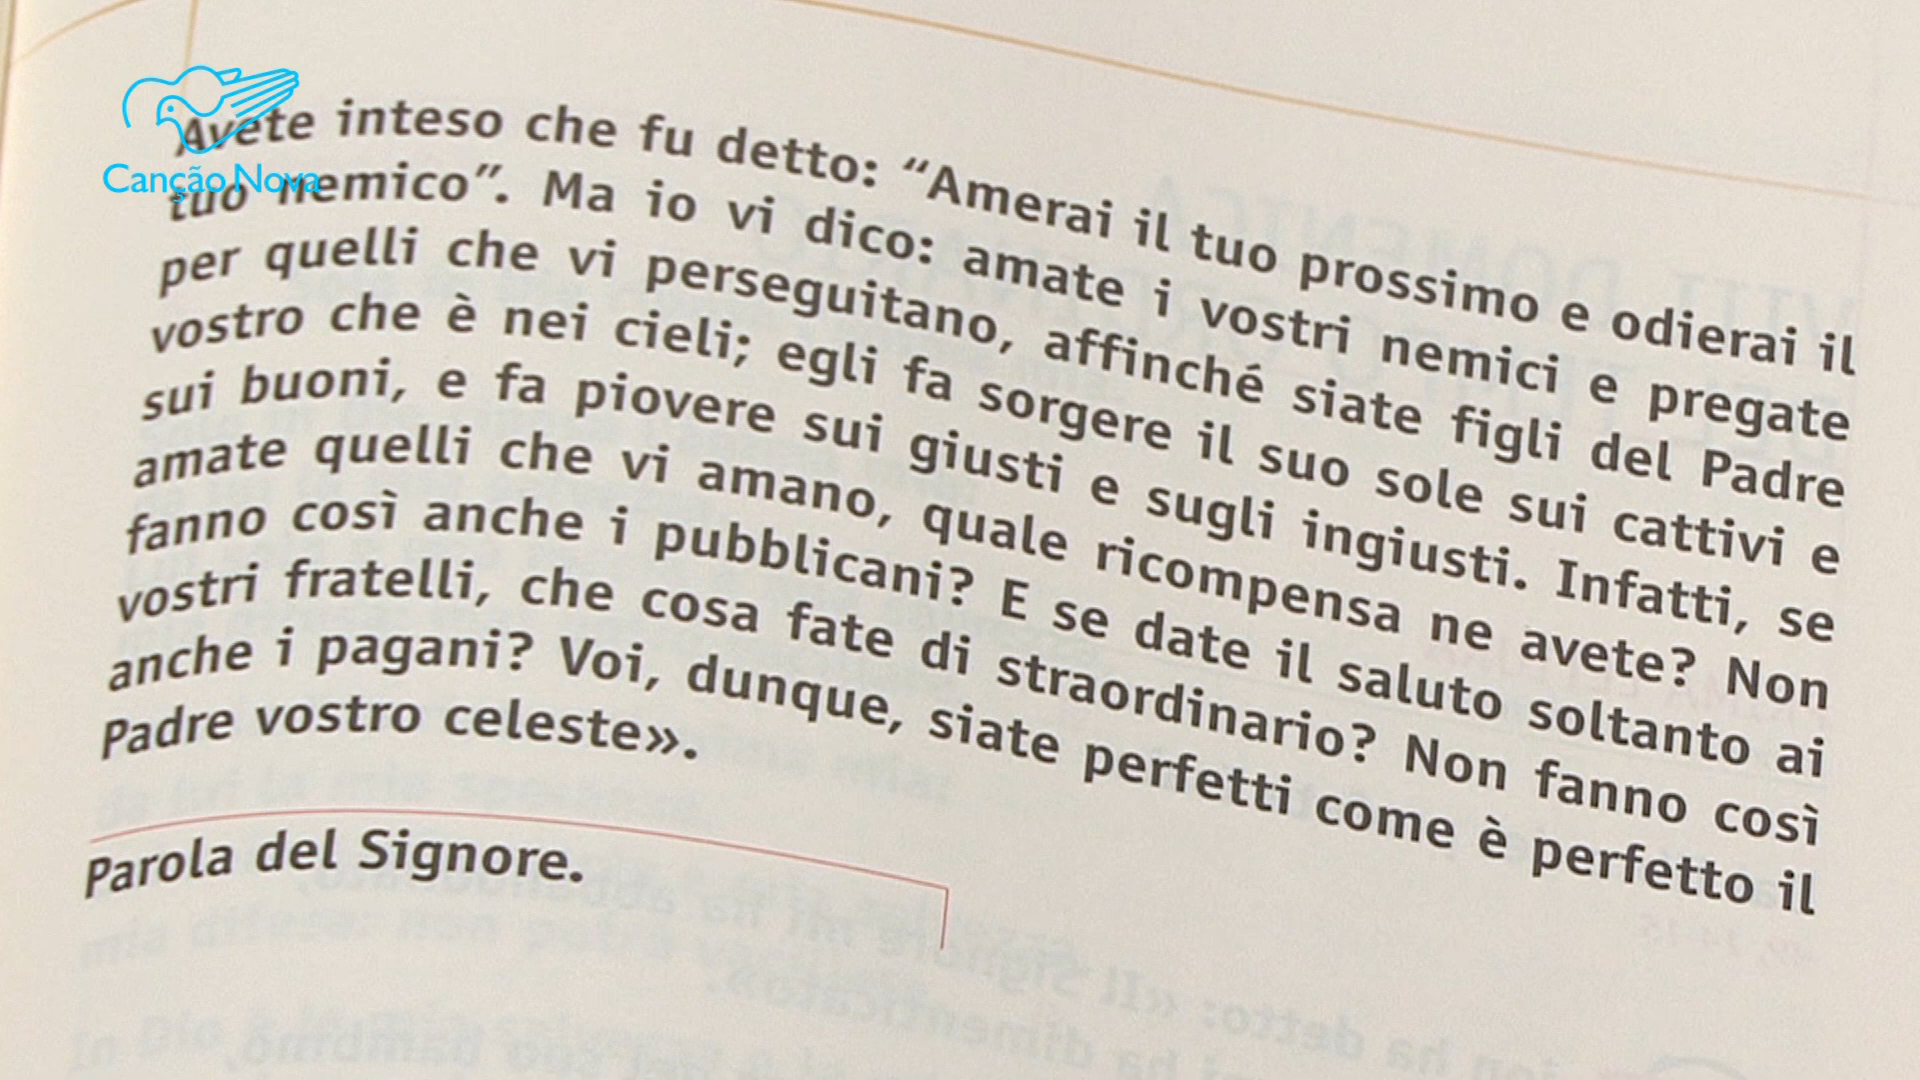 Canção Nova
Avete inteso che fu detto: “Amerai il tuo prossimo e odierai il
tuo nemico”. Ma io vi dico: amate i vostri nemici e pregate
per quelli che vi perseguitano, affinché siate figli del Padre
vostro che è nei cieli; egli fa sorgere il suo sole sui cattivi e
sui buoni, e fa piovere sui giusti e sugli ingiusti. Infatti, se
amate quelli che vi amano, quale ricompensa ne avete? Non
fanno così anche i pubblicani? E se date il saluto soltanto ai
vostri fratelli, che cosa fate di straordinario? Non fanno così
anche i pagani? Voi, dunque, siate perfetti come è perfetto il
Padre vostro celeste».
Parola del Signore.